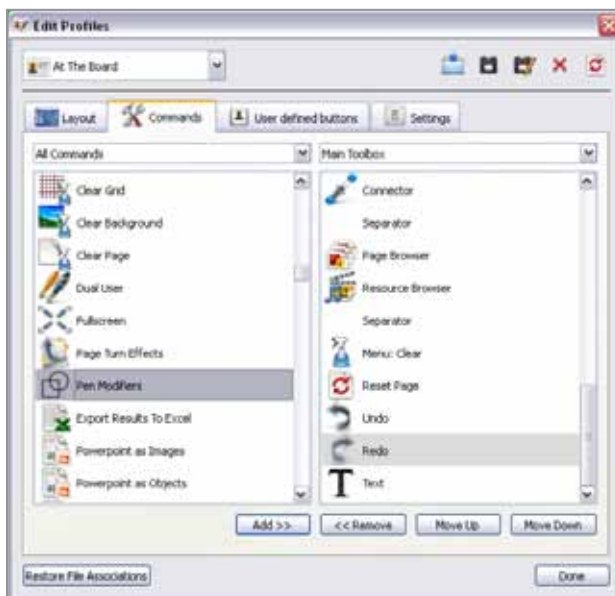 Edit Profiles
At The Board
Layout
Commands
User defined buttons
Settings
All Commands
Main Toolbox
Clear Grid
Clear Background
Clear Page
Dual User
Fullscreen
Page Turn Effects
Pen Modifiers
Export Results To Excel
Powerpoint as Images
Powerpoint as Objects
Connector
Separator
Page Browser
Resource Browser
Separator
Menu: Clear
Reset Page
Undo
Redo
T Text
Add >>
<< Remove
Move Up
Move Down
Restore File Associations
Done